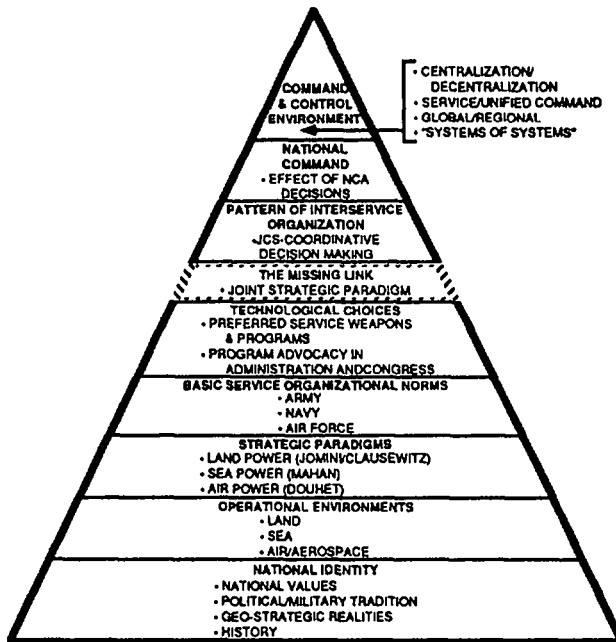 COMMAND
& CONTROL
ENVIRONMENT
• CENTRALIZATION/
DECENTRALIZATION
• SERVICE/UNIFIED COMMAND
• GLOBAL/REGIONAL
• "SYSTEMS OF SYSTEMS"
NATIONAL
COMMAND
• EFFECT OF NCA
DECISIONS
PATTERN OF INTERSERVICE
ORGANIZATION
•JCS-COORDINATIVE
DECISION MAKING
THE MISSING LINK
• JOINT STRATEGIC PARADIGM
TECHNOLOGICAL CHOICES
• PREFERRED SERVICE WEAPONS
& PROGRAMS
• PROGRAM ADVOCACY IN
ADMINISTRATION ANDCONGRESS
BASIC SERVICE ORGANIZATIONAL NORMS
• ARMY
• NAVY
• AIR FORCE
STRATEGIC PARADIGMS
• LAND POWER (JOMINI/CLAUSEWITZ)
• SEA POWER (MAHAN)
• AIR POWER (DOUHET)
OPERATIONAL ENVIRONMENTS
• LAND
• SEA
• AIR/AEROSPACE
NATIONAL IDENTITY
• NATIONAL VALUES
• POLITICAL/MILITARY TRADITION
• GEO-STRATEGIC REALITIES
• HISTORY